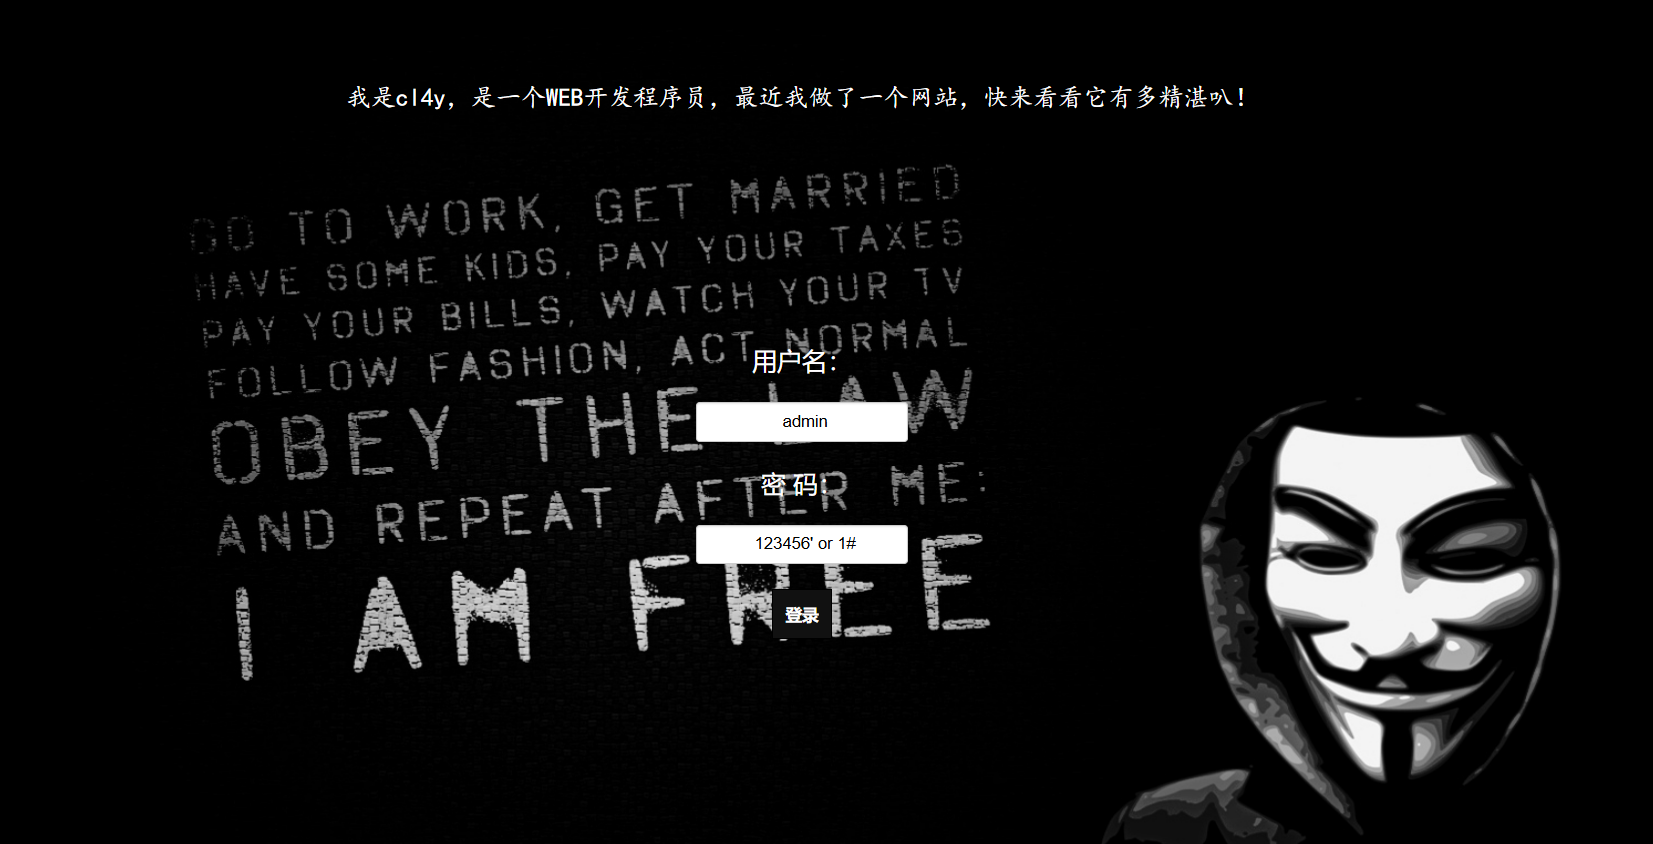 我是cl4y，是一个WEB开发程序员，最近我做了一个网站，快来看看它有多精湛叭！
GO TO WORK, GET MARRIED
HAVE SOME KIDS, PAY YOUR TAXES
PAY YOUR BILLS, WATCH YOUR TV
FOLLOW FASHION, ACT NORMAL
OBEY THE LAW
AND REPEAT AFTER ME:
I AM FREE
用户名：
admin
密 码：
123456' or 1#
登录